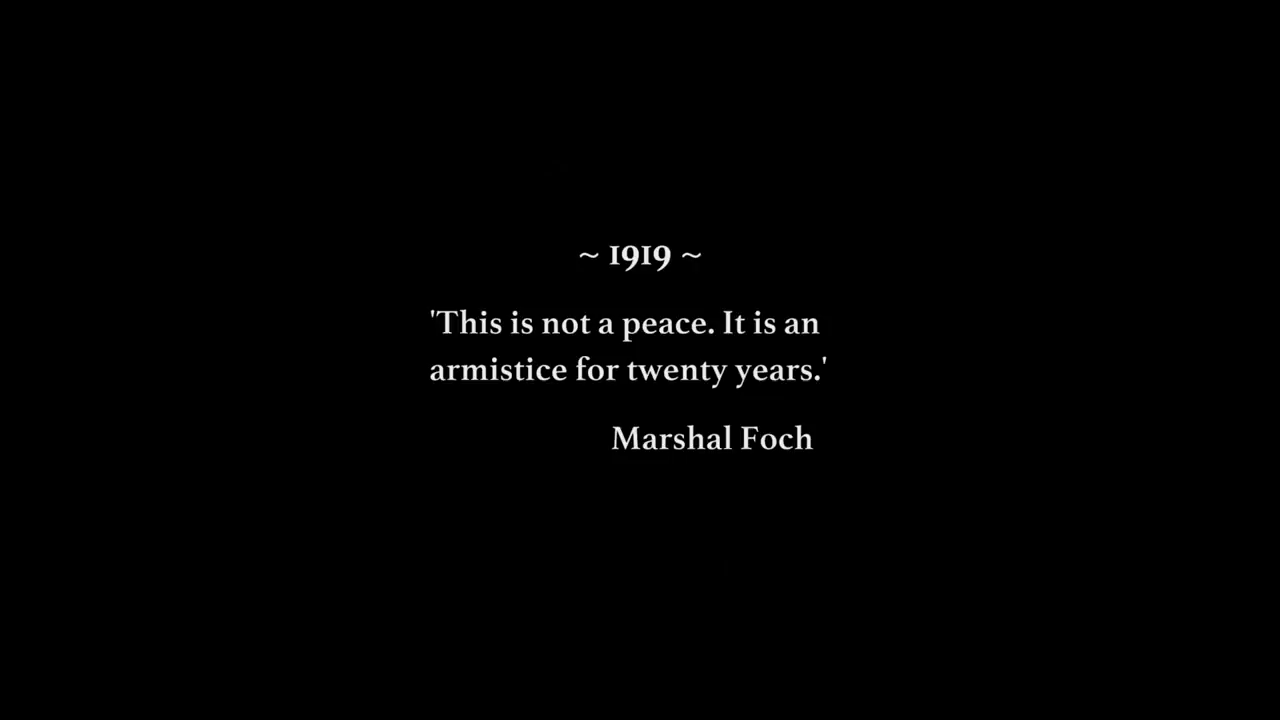 ~ 1919 ~
'This is not a peace. It is an
armistice for twenty years.'
Marshal Foch